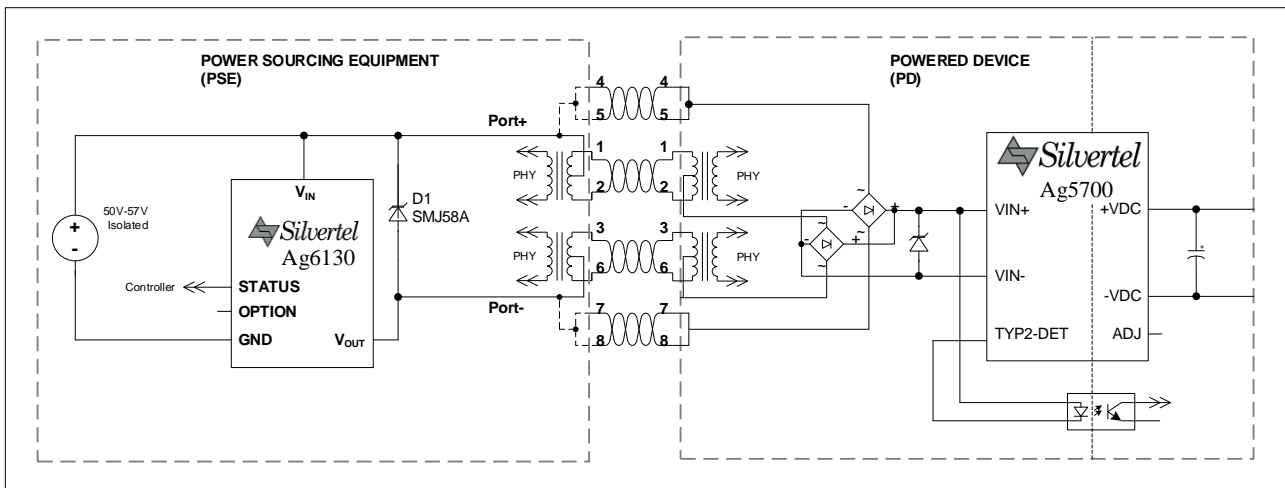 POWER SOURCING EQUIPMENT
(PSE)
POWERED DEVICE
(PD)
4 4
5 5
Port+
1 1
PHY PHY
2 2
VIN
D1
SMJ58A
50V-57V
Isolated
+
-
Silvertel
Ag6130
3 3
PHY PHY
6 6
Controller
STATUS
OPTION
GND
VOUT
Port-
7 7
8 8
~
~
- +
~
- +
~
Silvertel
Ag5700
VIN+
+VDC
+
VIN-
-VDC
TYP2-DET
ADJ